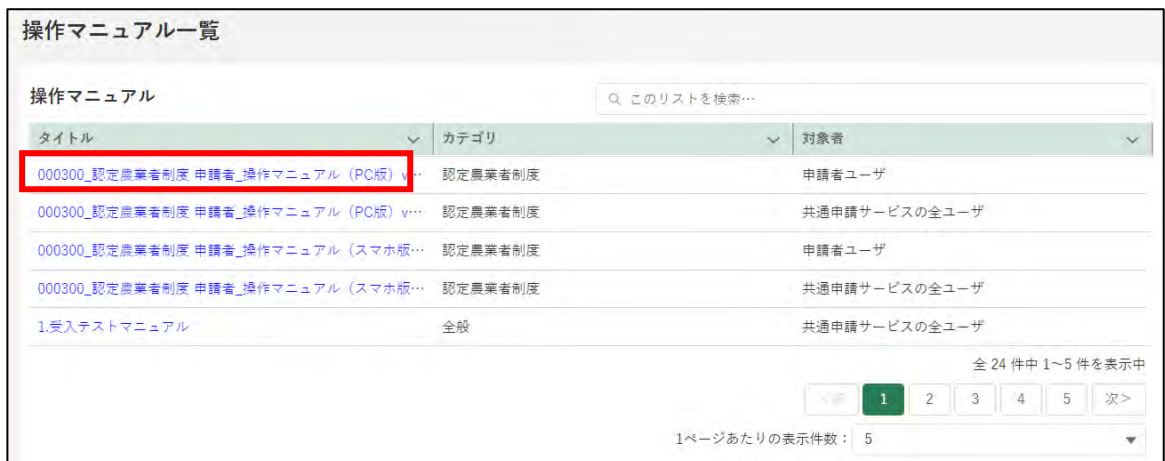 操作マニュアル一覧
操作マニュアル
このリストを検索…
タイトル カテゴリ 対象者
000300_認定農業者制度 申請者_操作マニュアル（PC版）v… 認定農業者制度 申請者ユーザ
000300_認定農業者制度 申請者_操作マニュアル（PC版）v… 認定農業者制度 共通申請サービスの全ユーザ
000300_認定農業者制度 申請者_操作マニュアル（スマホ版… 認定農業者制度 申請者ユーザ
000300_認定農業者制度 申請者_操作マニュアル（スマホ版… 認定農業者制度 共通申請サービスの全ユーザ
1.受入テストマニュアル 全般 共通申請サービスの全ユーザ
全 24 件中 1～5 件を表示中
<前 1 2 3 4 5 次>
1ページあたりの表示件数： 5